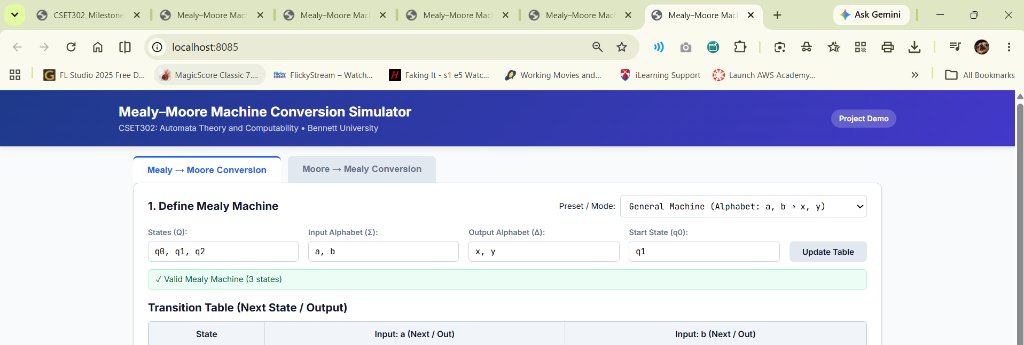 CSET302_Milestone
Mealy–Moore Mac
Mealy–Moore Mac
Mealy–Moore Mac
Mealy–Moore Mac
Mealy–Moore Mac
Ask Gemini
localhost:8085
FL Studio 2025 Free D...
MagicScore Classic 7....
FlickyStream – Watch...
Faking It - s1 e5 Watc...
Working Movies and...
iLearning Support
Launch AWS Academy...
»
All Bookmarks
Mealy–Moore Machine Conversion Simulator
CSET302: Automata Theory and Computability • Bennett University
Project Demo
Mealy → Moore Conversion
Moore → Mealy Conversion
1. Define Mealy Machine
Preset / Mode:
General Machine (Alphabet: a, b › x, y)
States (Q):
Input Alphabet (Σ):
Output Alphabet (Δ):
Start State (q0):
q0, q1, q2
a, b
x, y
q1
Update Table
✓ Valid Mealy Machine (3 states)
Transition Table (Next State / Output)
State
Input: a (Next / Out)
Input: b (Next / Out)